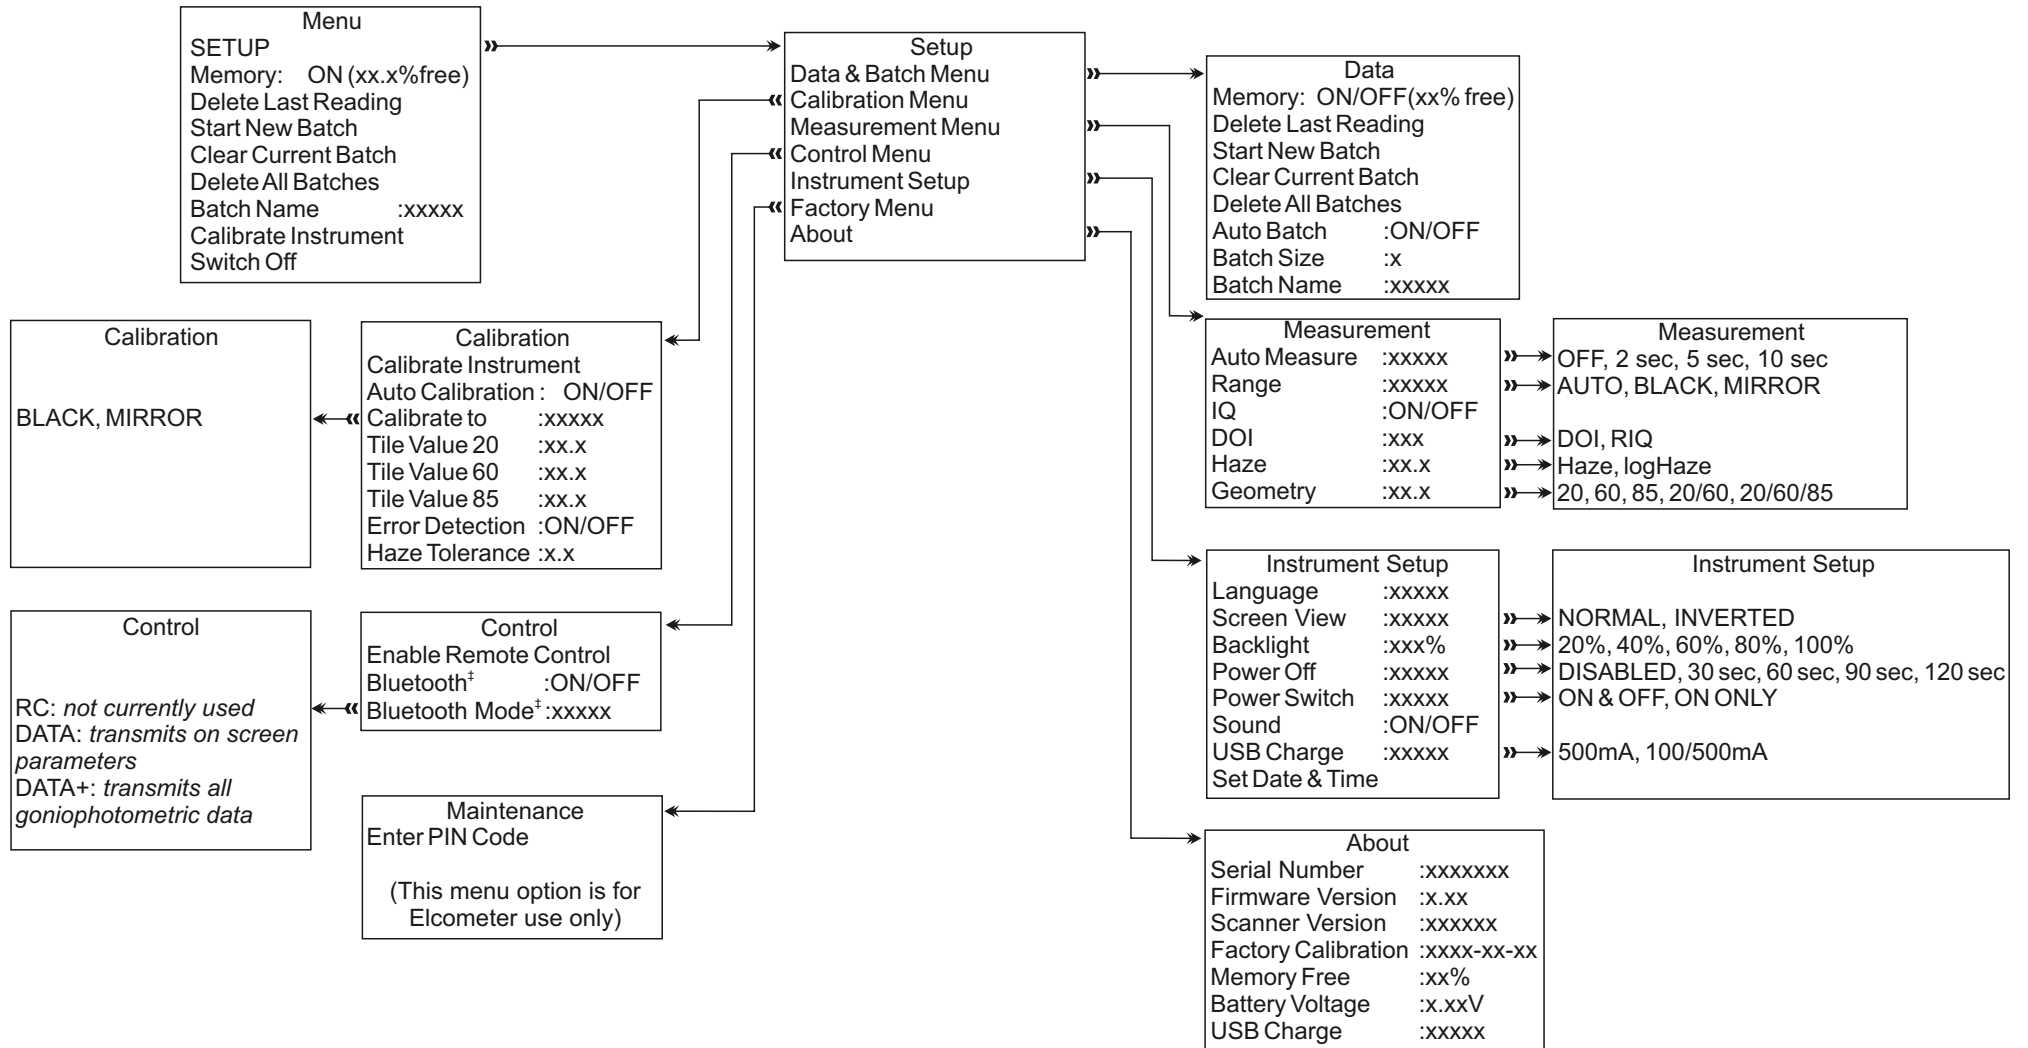 Menu
SETUP
Memory: ON (xx.x%free)
Delete Last Reading
Start New Batch
Clear Current Batch
Delete All Batches
Batch Name :xxxxx
Calibrate Instrument
Switch Off
Setup
Data & Batch Menu
Calibration Menu
Measurement Menu
Control Menu
Instrument Setup
Factory Menu
About
Data
Memory: ON/OFF(xx% free)
Delete Last Reading
Start New Batch
Clear Current Batch
Delete All Batches
Auto Batch :ON/OFF
Batch Size :x
Batch Name :xxxxx
Calibration
BLACK, MIRROR
Calibration
Calibrate Instrument
Auto Calibration : ON/OFF
Calibrate to :xxxxx
Tile Value 20 :xx.x
Tile Value 60 :xx.x
Tile Value 85 :xx.x
Error Detection :ON/OFF
Haze Tolerance :x.x
Measurement
Auto Measure :xxxxx
Range :xxxxx
IQ :ON/OFF
DOI :xxx
Haze :xx.x
Geometry :xx.x
Measurement
OFF, 2 sec, 5 sec, 10 sec
AUTO, BLACK, MIRROR
DOI, RIQ
Haze, logHaze
20, 60, 85, 20/60, 20/60/85
Control
RC: not currently used
DATA: transmits on screen
parameters
DATA+: transmits all
goniophotometric data
Control
Enable Remote Control
Bluetooth‡ :ON/OFF
Bluetooth Mode‡ :xxxxx
Instrument Setup
Language :xxxxx
Screen View :xxxxx
Backlight :xxx%
Power Off :xxxxx
Power Switch :xxxxx
Sound :ON/OFF
USB Charge :xxxxx
Set Date & Time
Instrument Setup
NORMAL, INVERTED
20%, 40%, 60%, 80%, 100%
DISABLED, 30 sec, 60 sec, 90 sec, 120 sec
ON & OFF, ON ONLY
500mA, 100/500mA
Maintenance
Enter PIN Code
(This menu option is for
Elcometer use only)
About
Serial Number :xxxxxxx
Firmware Version :x.xx
Scanner Version :xxxxxx
Factory Calibration :xxxx-xx-xx
Memory Free :xx%
Battery Voltage :x.xxV
USB Charge :xxxxx